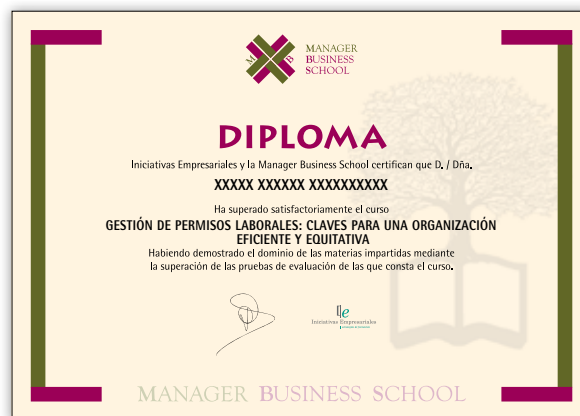 M B
MANAGER
BUSINESS
SCHOOL
DIPLOMA
Iniciativas Empresariales y la Manager Business School certifican que D. / Dña.
XXXXX XXXXXX XXXXXXXXXX
Ha superado satisfactoriamente el curso
GESTIÓN DE PERMISOS LABORALES: CLAVES PARA UNA ORGANIZACIÓN
EFICIENTE Y EQUITATIVA
Habiendo demostrado el dominio de las materias impartidas mediante
la superación de las pruebas de evaluación de las que consta el curso.
Iniciativas Empresariales
MANAGER BUSINESS SCHOOL